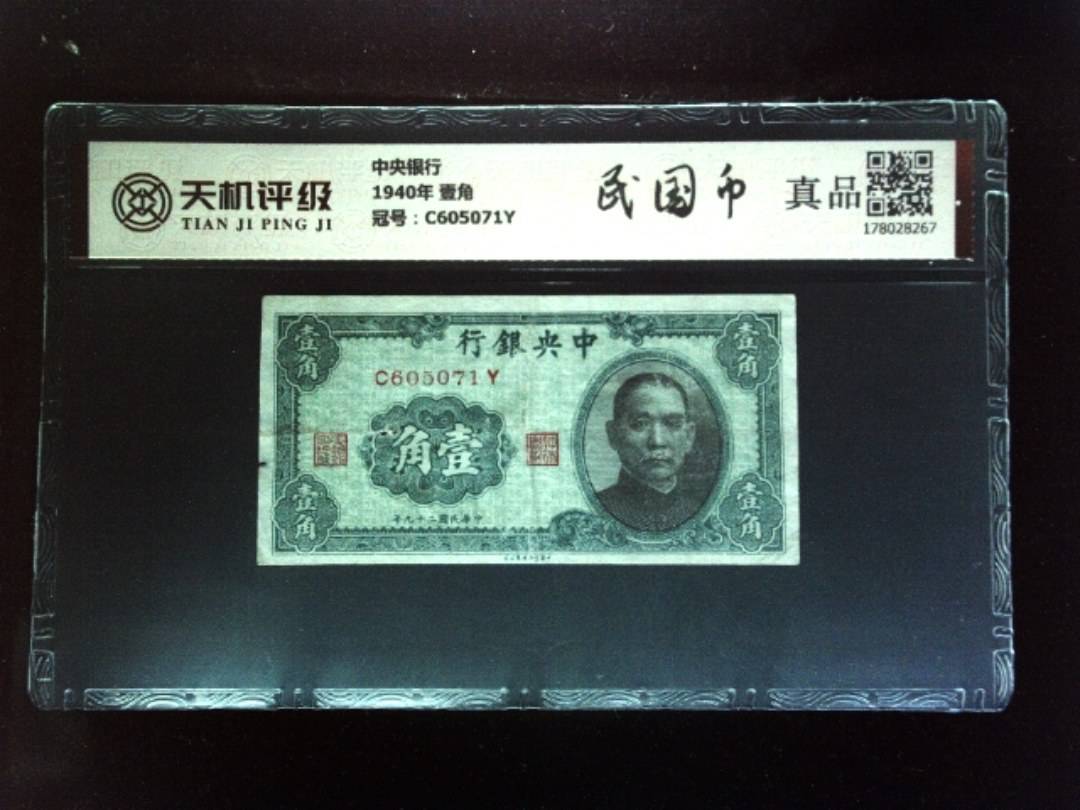 天机评级
TIAN JI PING JI
中央银行
1940年 壹角
冠号：C605071Y
民国币
真品
178028267
行銀央中
壹角
壹角
C605071Y
角壹
年九十二國民華中
壹角
壹角